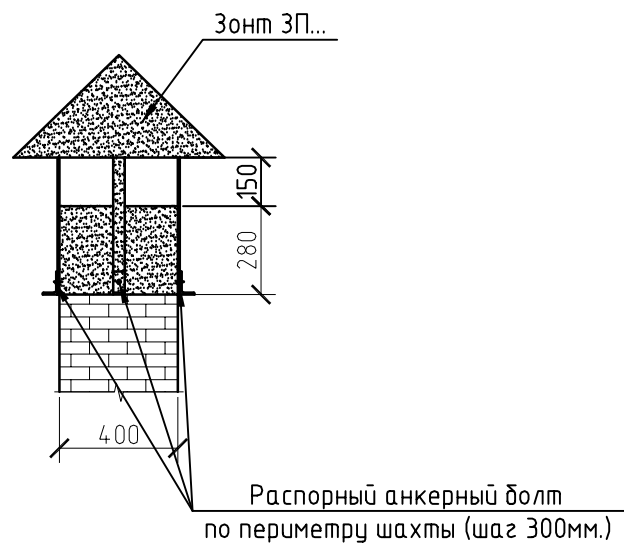 Зонт ЗП...
150
280
400
Распорный анкерный болт
по периметру шахты (шаг 300мм.)